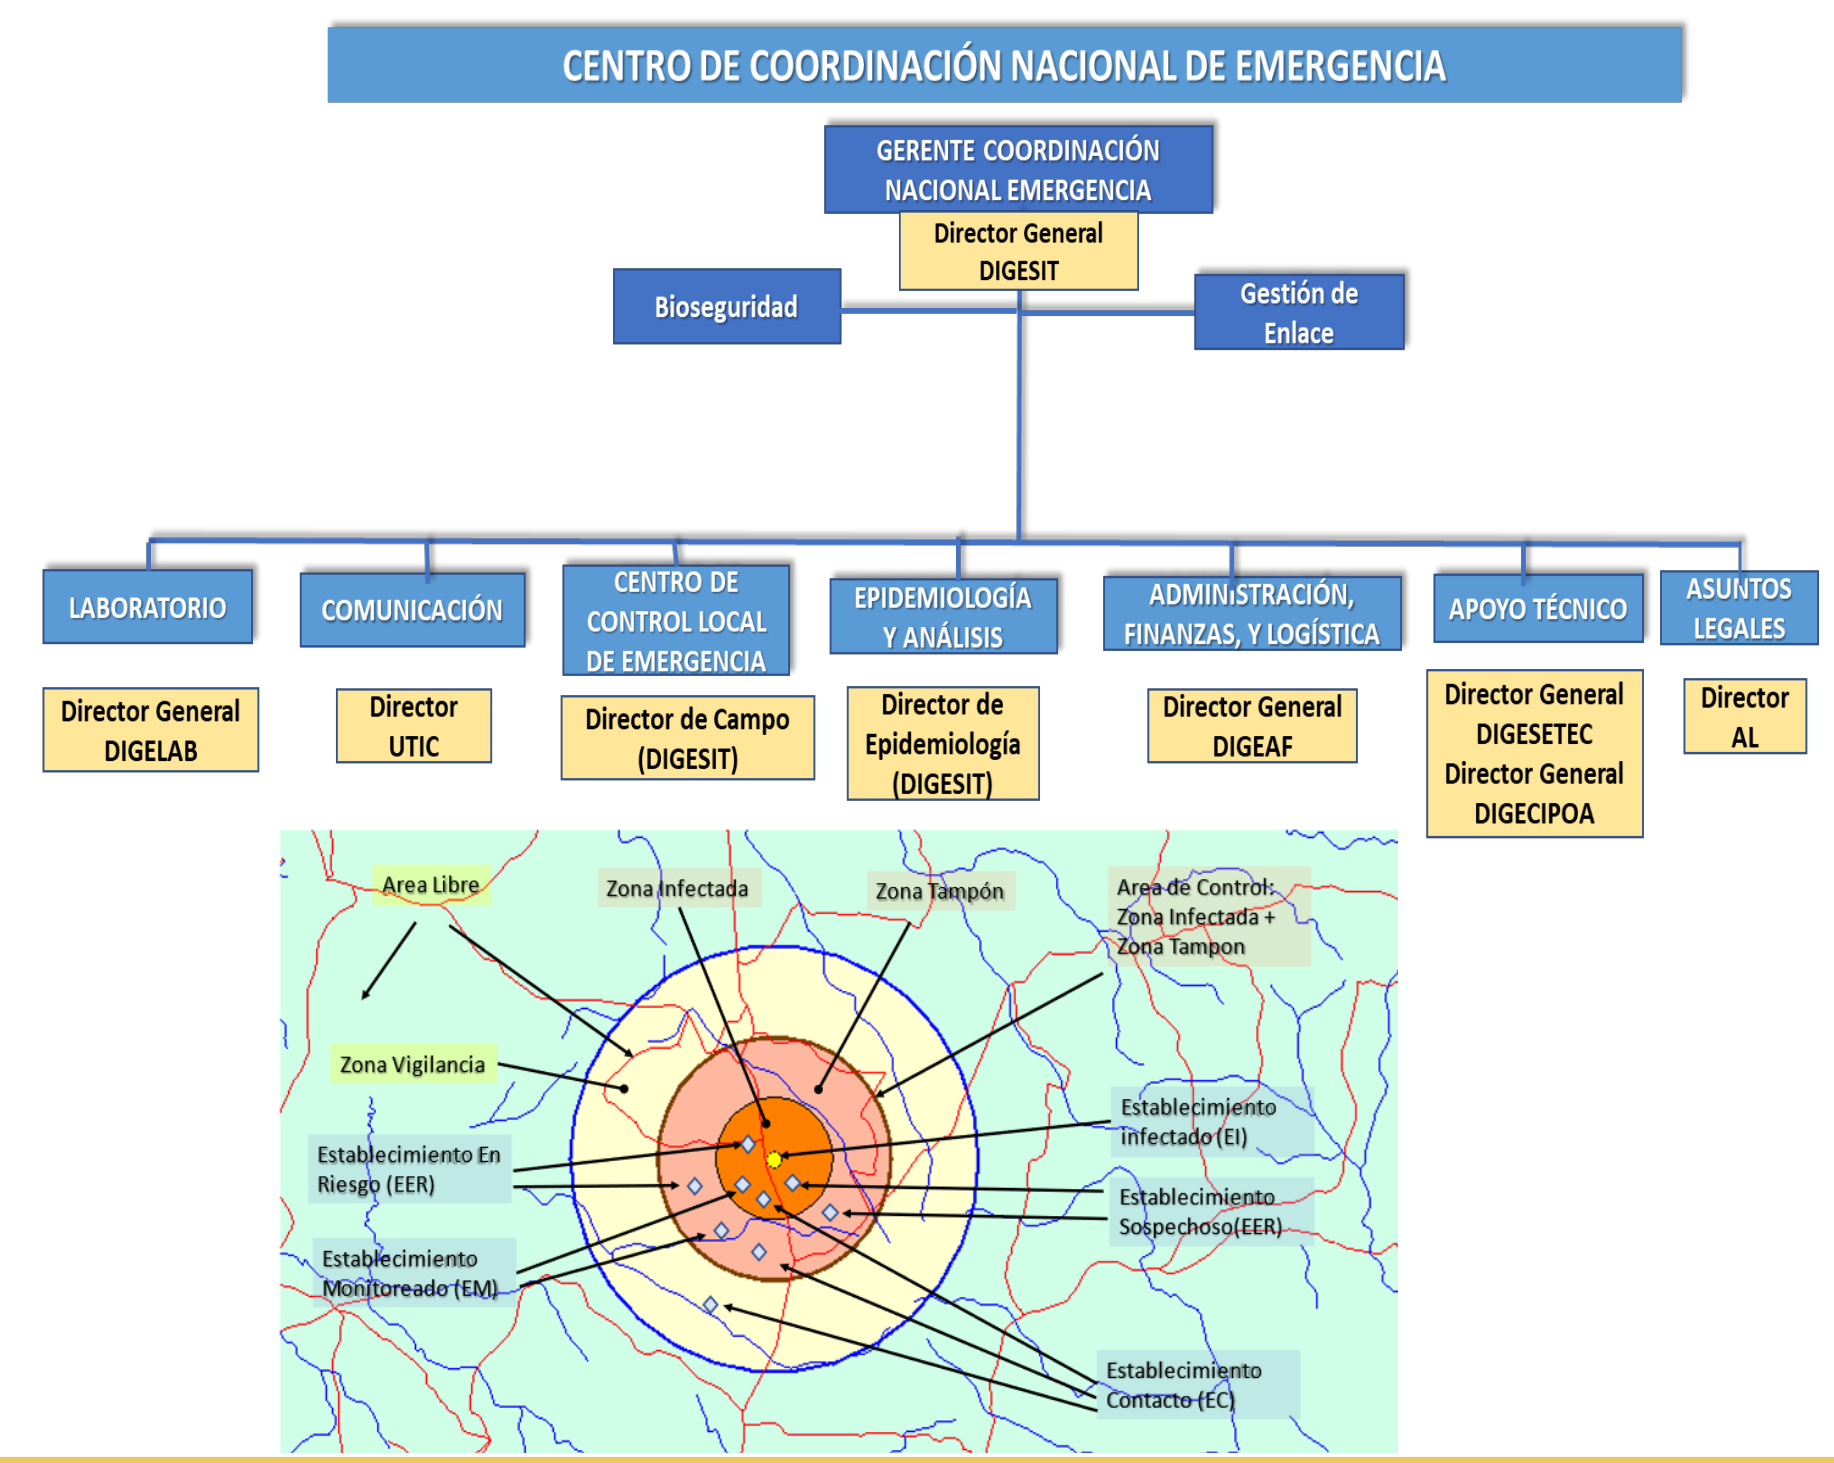 CENTRO DE COORDINACIÓN NACIONAL DE EMERGENCIA
GERENTE COORDINACIÓN
NACIONAL EMERGENCIA
Director General
DIGESIT
Bioseguridad
Gestión de
Enlace
LABORATORIO
Director General
DIGELAB
COMUNICACIÓN
Director
UTIC
CENTRO DE
CONTROL LOCAL
DE EMERGENCIA
Director de Campo
(DIGESIT)
EPIDEMIOLOGÍA
Y ANÁLISIS
Director de
Epidemiología
(DIGESIT)
ADMINISTRACIÓN,
FINANZAS, Y LOGÍSTICA
Director General
DIGEAF
APOYO TÉCNICO
Director General
DIGESETEC
Director General
DIGECIPOA
ASUNTOS
LEGALES
Director
AL
Area Libre
Zona Infectada
Zona Tampón
Area de Control:
Zona Infectada +
Zona Tampon
Zona Vigilancia
Establecimiento
infectado (EI)
Establecimiento En
Riesgo (EER)
Establecimiento
Sospechoso(EER)
Establecimiento
Monitoreado (EM)
Establecimiento
Contacto (EC)